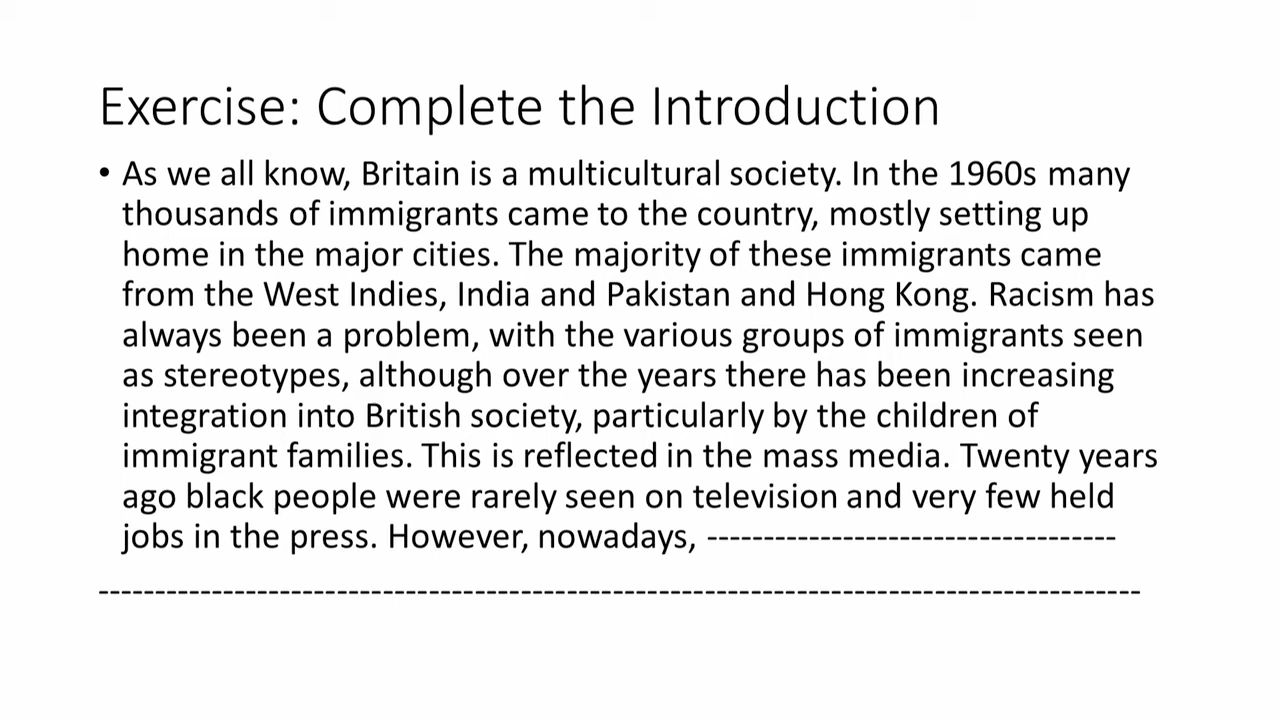 Exercise: Complete the Introduction
• As we all know, Britain is a multicultural society. In the 1960s many
thousands of immigrants came to the country, mostly setting up
home in the major cities. The majority of these immigrants came
from the West Indies, India and Pakistan and Hong Kong. Racism has
always been a problem, with the various groups of immigrants seen
as stereotypes, although over the years there has been increasing
integration into British society, particularly by the children of
immigrant families. This is reflected in the mass media. Twenty years
ago black people were rarely seen on television and very few held
jobs in the press. However, nowadays, -----------------------------------
-----------------------------------------------------------------------------------------